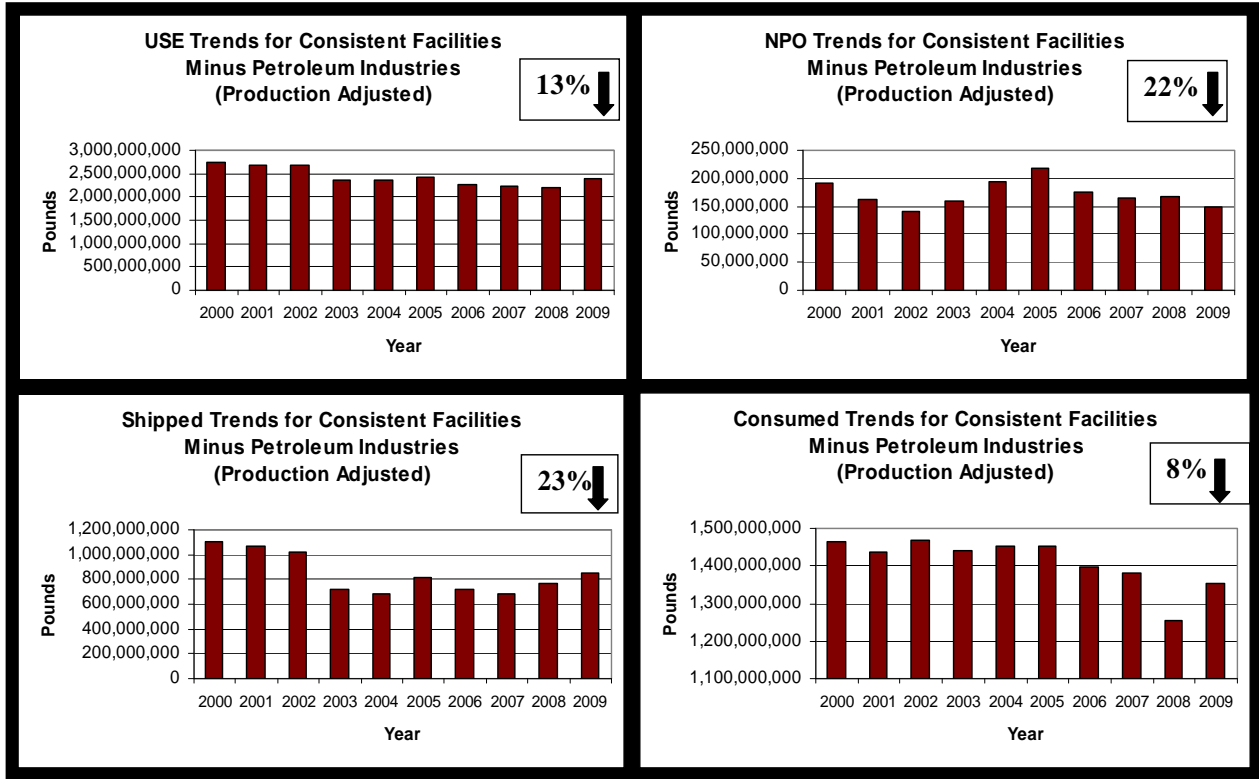 USE Trends for Consistent Facilities
Minus Petroleum Industries
(Production Adjusted)
13%
3,000,000,000
2,500,000,000
2,000,000,000
1,500,000,000
1,000,000,000
500,000,000
0
Pounds
2000 2001 2002 2003 2004 2005 2006 2007 2008 2009
Year
NPO Trends for Consistent Facilities
Minus Petroleum Industries
(Production Adjusted)
22%
250,000,000
200,000,000
150,000,000
100,000,000
50,000,000
0
Pounds
2000 2001 2002 2003 2004 2005 2006 2007 2008 2009
Year
Shipped Trends for Consistent Facilities
Minus Petroleum Industries
(Production Adjusted)
23%
1,200,000,000
1,000,000,000
800,000,000
600,000,000
400,000,000
200,000,000
0
Pounds
2000 2001 2002 2003 2004 2005 2006 2007 2008 2009
Year
Consumed Trends for Consistent Facilities
Minus Petroleum Industries
(Production Adjusted)
8%
1,500,000,000
1,400,000,000
1,300,000,000
1,200,000,000
1,100,000,000
Pounds
2000 2001 2002 2003 2004 2005 2006 2007 2008 2009
Year